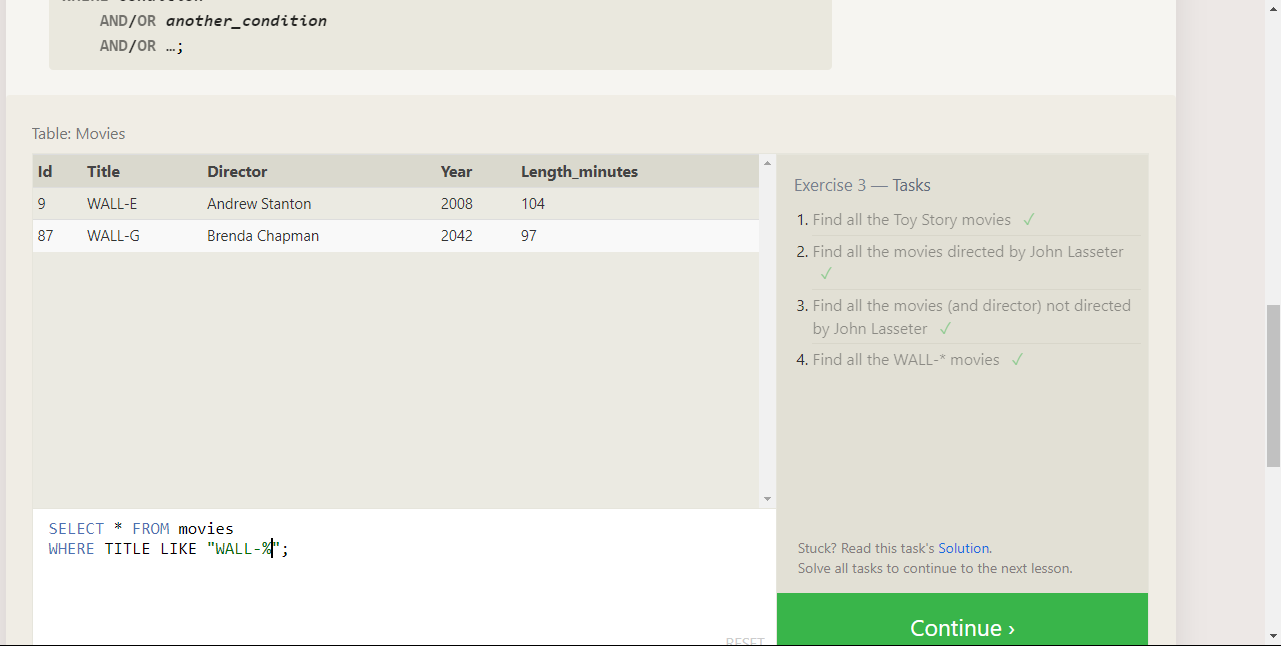 AND/OR another_condition
AND/OR …;
Table: Movies
Id Title Director Year Length_minutes
9 WALL-E Andrew Stanton 2008 104
87 WALL-G Brenda Chapman 2042 97
SELECT * FROM movies
WHERE TITLE LIKE "WALL-%";
RESET
Exercise 3 — Tasks
1. Find all the Toy Story movies ✓
2. Find all the movies directed by John Lasseter
✓
3. Find all the movies (and director) not directed
by John Lasseter ✓
4. Find all the WALL-* movies ✓
Stuck? Read this task's Solution.
Solve all tasks to continue to the next lesson.
Continue ›